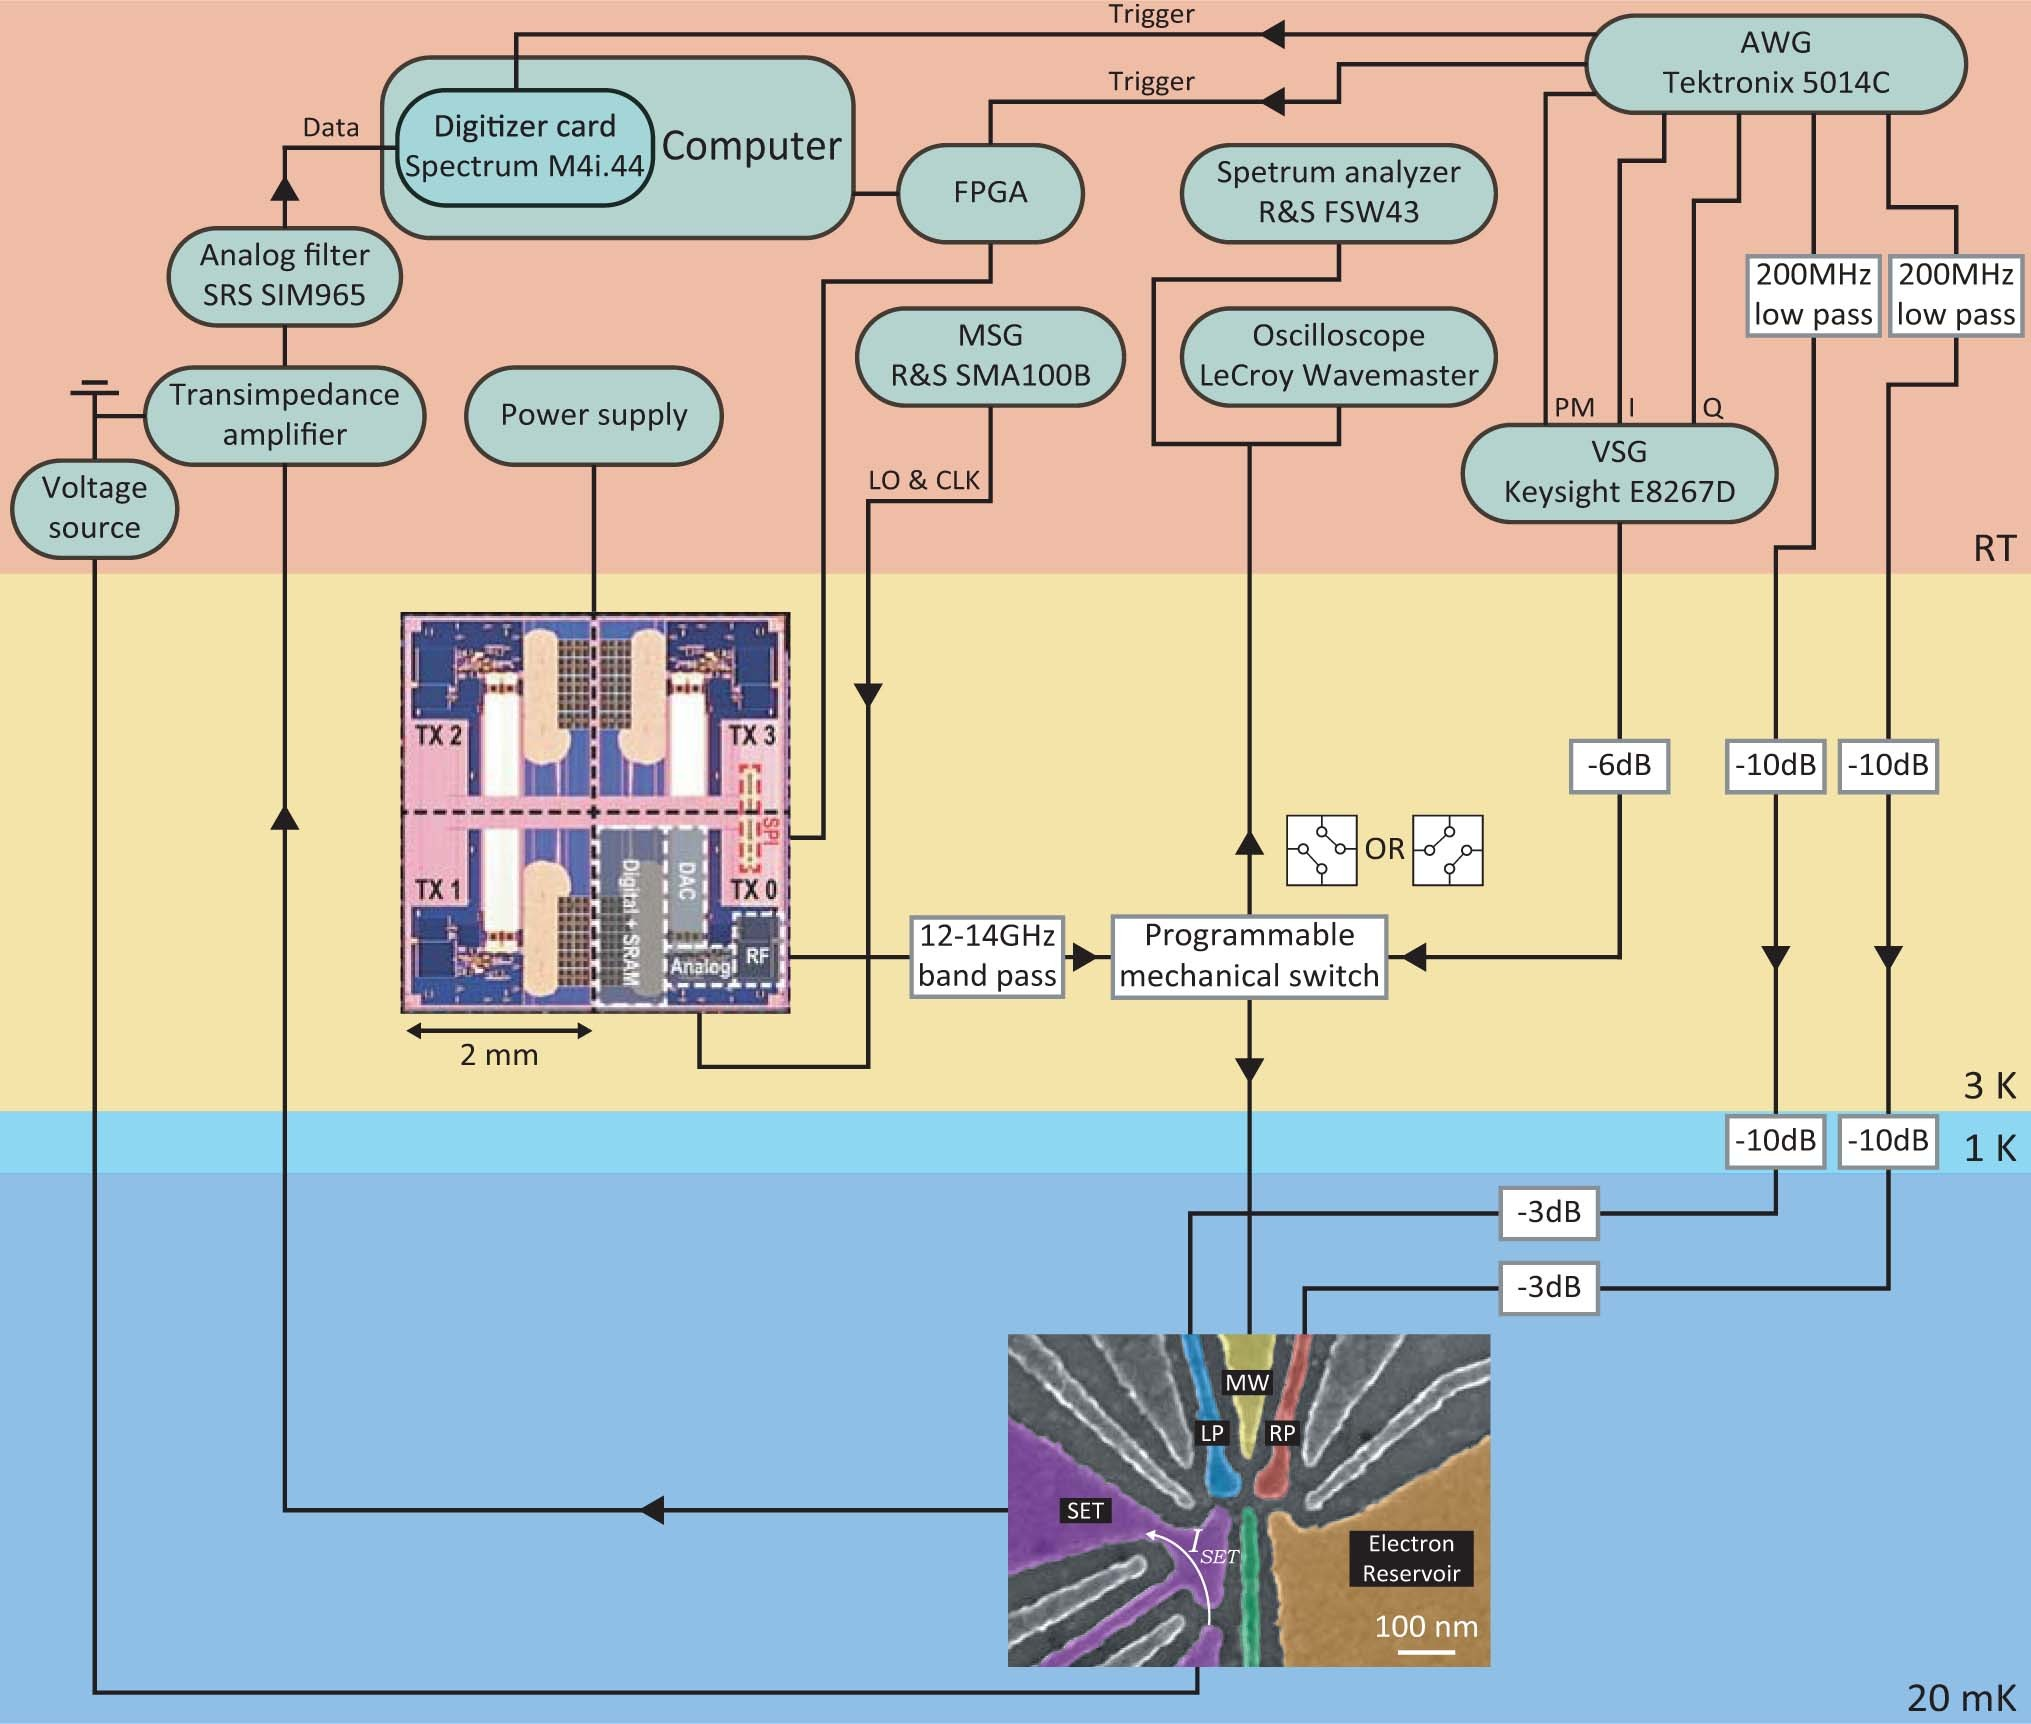 Trigger
AWG
Tektronix 5014C
Trigger
Data
Digitizer card
Spectrum M4i.44
Computer
FPGA
Spetrum analyzer
R&S FSW43
Analog filter
SRS SIM965
200MHz
low pass
200MHz
low pass
MSG
R&S SMA100B
Oscilloscope
LeCroy Wavemaster
Transimpedance
amplifier
Power supply
PM
I
Q
VSG
Keysight E8267D
LO & CLK
Voltage
source
RT
TX 2
TX 3
SPI
TX 1
Digital + SRAM
DAC
TX 0
Analog
RF
2 mm
-6dB
-10dB
-10dB
OR
12-14GHz
band pass
Programmable
mechanical switch
3 K
-10dB
-10dB
1 K
-3dB
-3dB
MW
LP
RP
SET
I SET
Electron
Reservoir
100 nm
20 mK